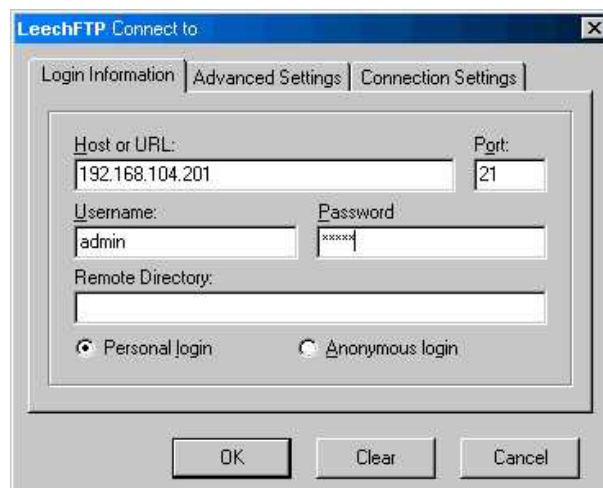 LeechFTP Connect to
Login Information Advanced Settings Connection Settings
Host or URL: Port:
192.168.104.201 21
Username: Password
admin *****
Remote Directory:
Personal login Anonymous login
OK Clear Cancel